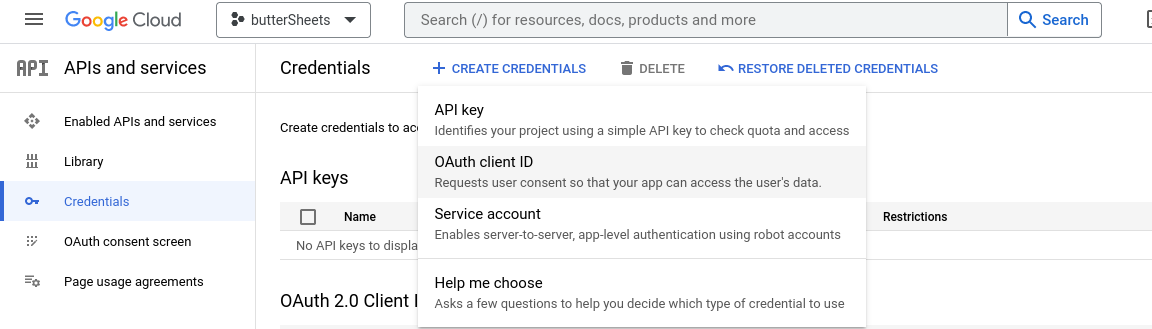 Google Cloud
butterSheets
Search (/) for resources, docs, products and more
Search
API
APIs and services
Credentials
CREATE CREDENTIALS
DELETE
RESTORE DELETED CREDENTIALS
Enabled APIs and services
Library
Credentials
OAuth consent screen
Page usage agreements
Create credentials to acc
API keys
Name
Restrictions
No API keys to displa
OAuth 2.0 Client I
API key
Identifies your project using a simple API key to check quota and access
OAuth client ID
Requests user consent so that your app can access the user's data.
Service account
Enables server-to-server, app-level authentication using robot accounts
Help me choose
Asks a few questions to help you decide which type of credential to use